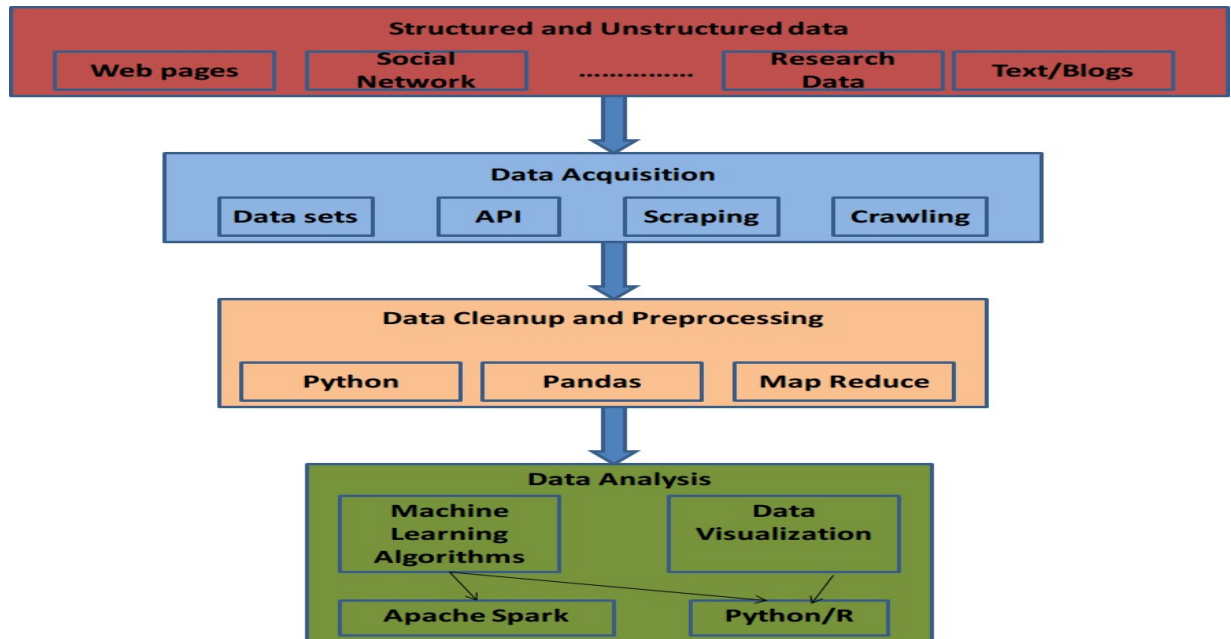 Structured and Unstructured data
Web pages
Social
Network
...............
Research
Data
Text/Blogs
Data Acquisition
Data sets
API
Scraping
Crawling
Data Cleanup and Preprocessing
Python
Pandas
Map Reduce
Data Analysis
Machine
Learning
Algorithms
Data
Visualization
Apache Spark
Python/R